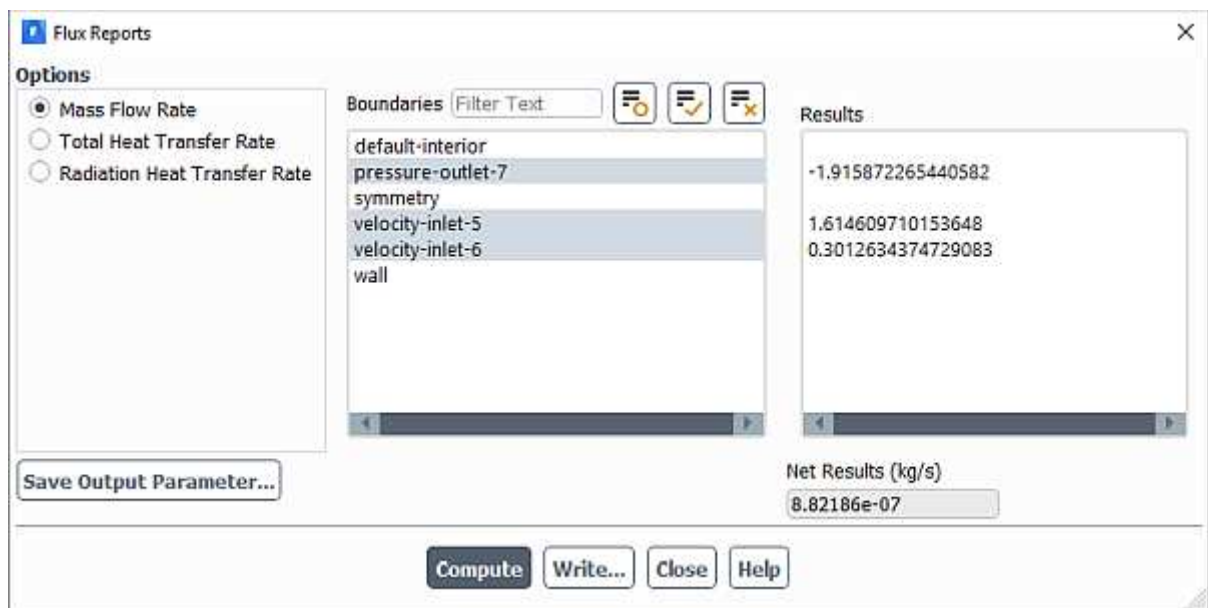 Flux Reports
Options
Mass Flow Rate
Total Heat Transfer Rate
Radiation Heat Transfer Rate
Boundaries Filter Text
default-interior
pressure-outlet-7
symmetry
velocity-inlet-5
velocity-inlet-6
wall
Results
-1.915872265440582
1.614609710153648
0.3012634374729083
Save Output Parameter...
Net Results (kg/s)
8.82186e-07
Compute Write... Close Help